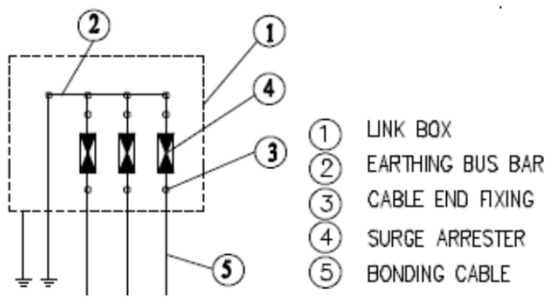 2
1
4
3
5
1 LINK BOX
2 EARTHING BUS BAR
3 CABLE END FIXING
4 SURGE ARRESTER
5 BONDING CABLE